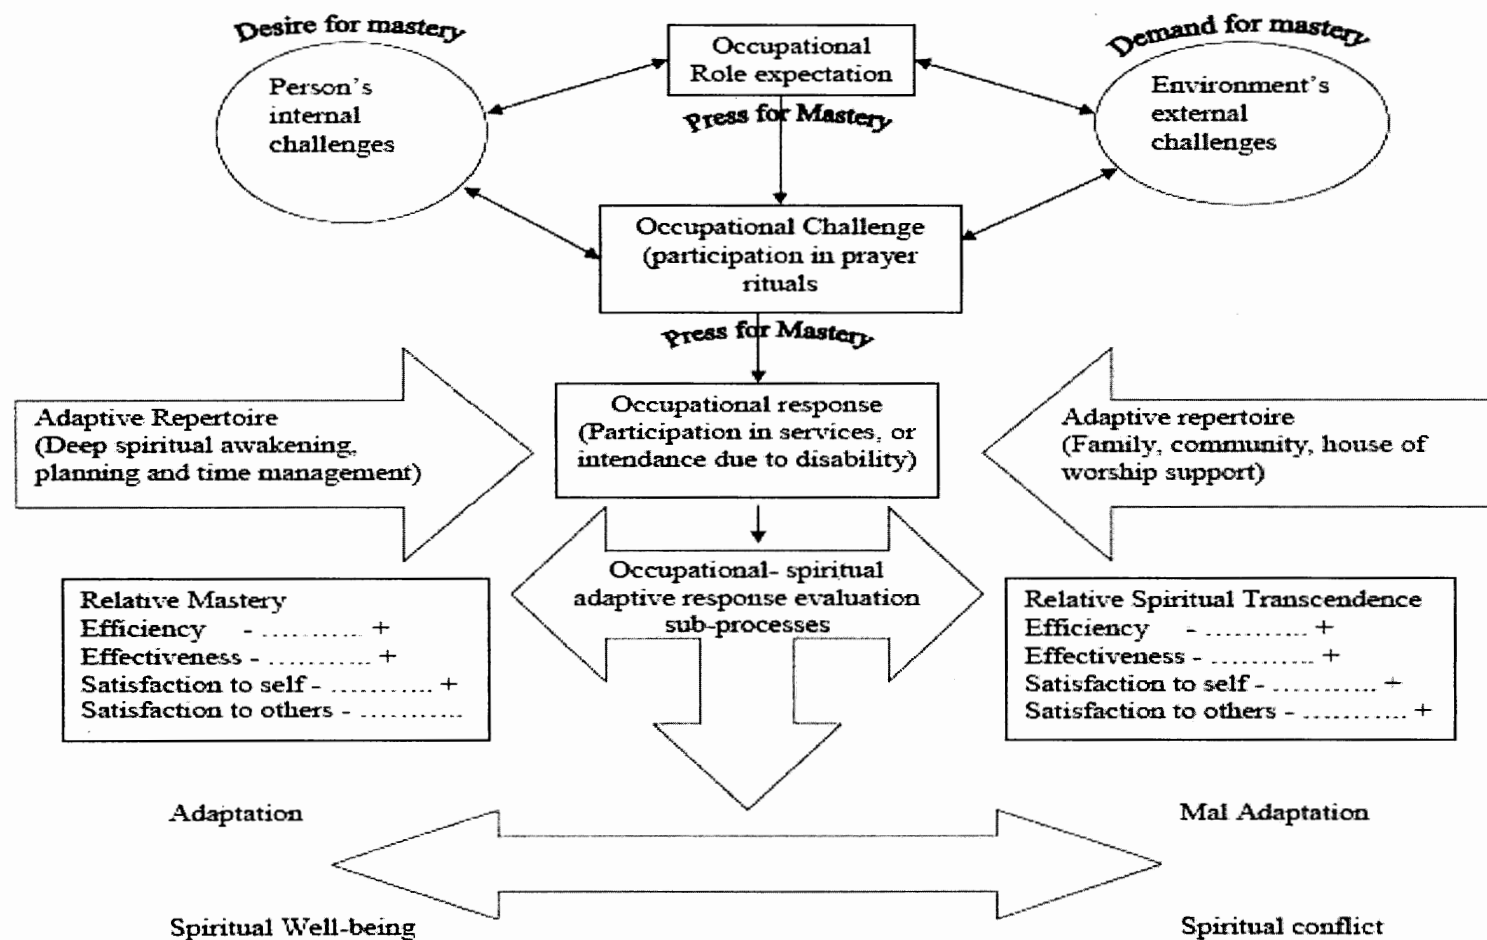 Desire for mastery
Occupational
Role expectation
Demand for mastery
Person's
internal
challenges
Press for Mastery
Environment's
external
challenges
Occupational Challenge
(participation in prayer
rituals
Press for Mastery
Adaptive Repertoire
(Deep spiritual awakening,
planning and time management)
Occupational response
(Participation in services, or
intendance due to disability)
Adaptive repertoire
(Family, community, house of
worship support)
Occupational- spiritual
adaptive response evaluation
sub-processes
Relative Mastery
Efficiency - ........... +
Effectiveness - ........... +
Satisfaction to self - ........... +
Satisfaction to others - ...........
Relative Spiritual Transcendence
Efficiency - ........... +
Effectiveness - ........... +
Satisfaction to self - ........... +
Satisfaction to others - ........... +
Adaptation
Mal Adaptation
Spiritual Well-being
Spiritual conflict